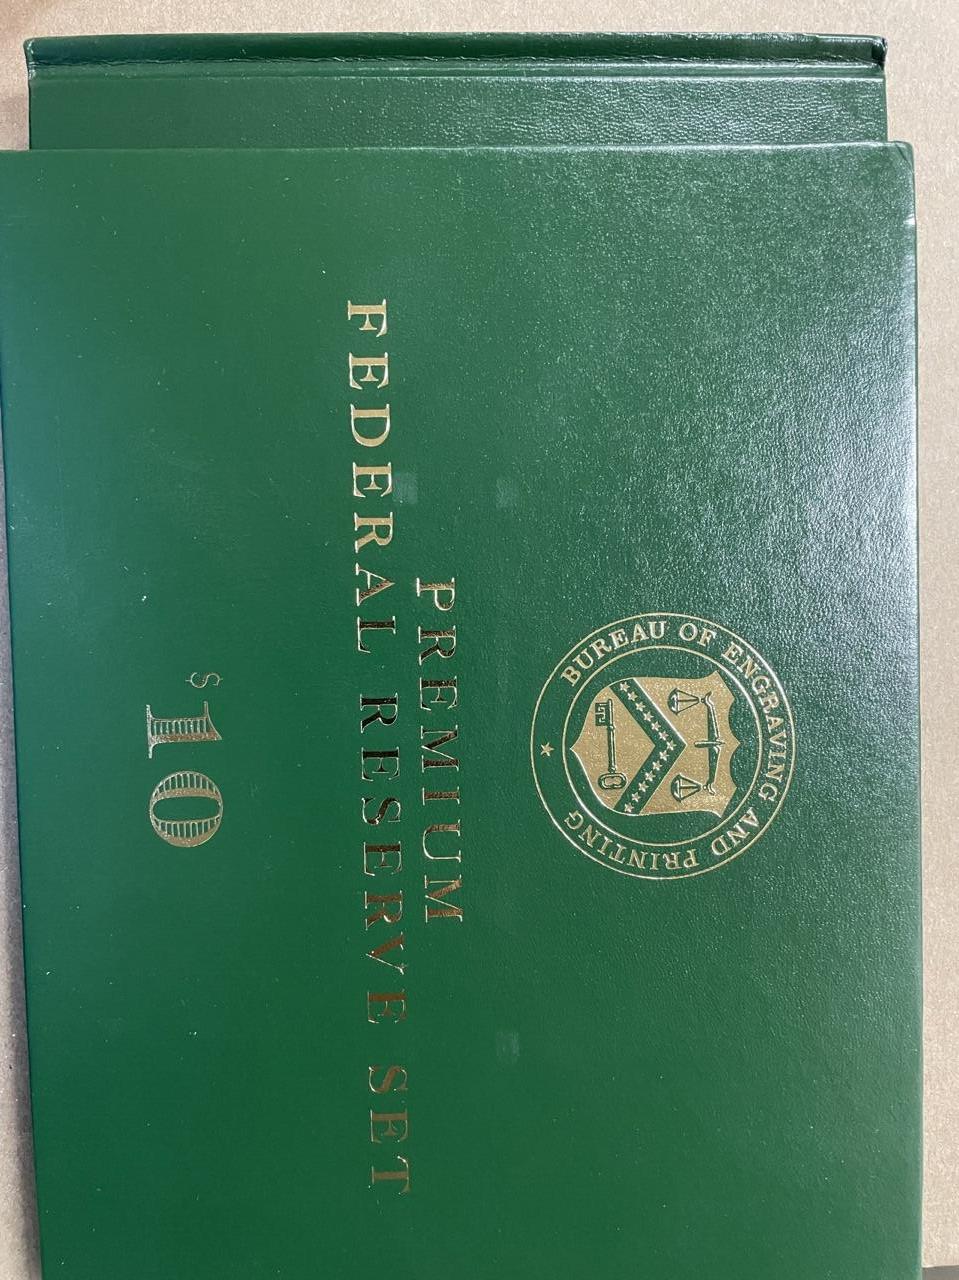 BUREAU OF ENGRAVING AND PRINTING
PREMIUM
FEDERAL RESERVE SET
$10